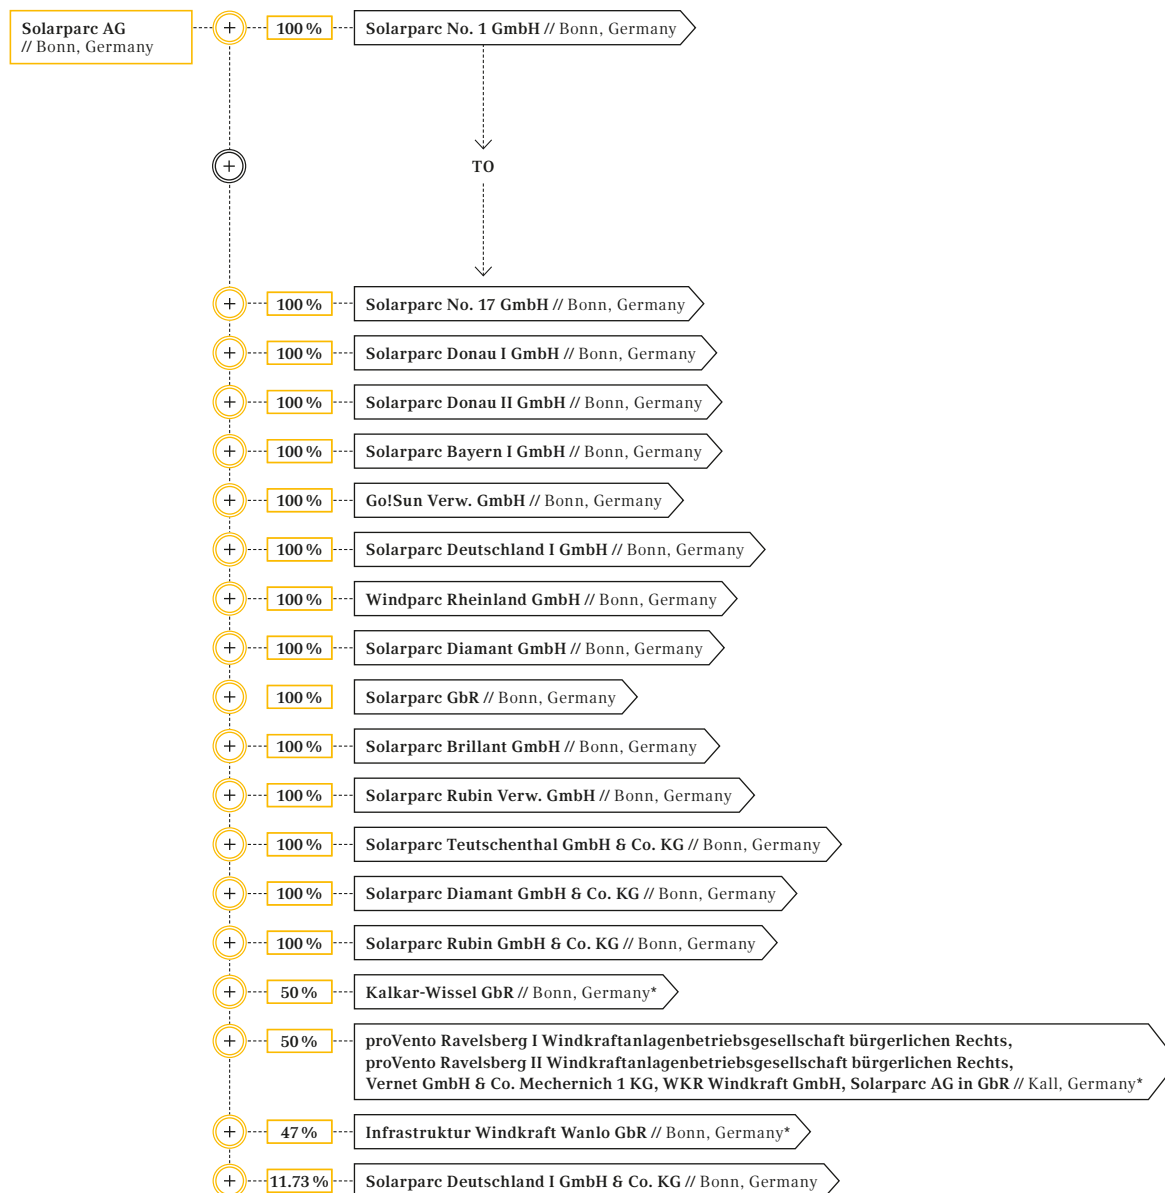 Solarparc AG
// Bonn, Germany
100 %
Solarparc No. 1 GmbH // Bonn, Germany
TO
100 %
Solarparc No. 17 GmbH // Bonn, Germany
100 %
Solarparc Donau I GmbH // Bonn, Germany
100 %
Solarparc Donau II GmbH // Bonn, Germany
100 %
Solarparc Bayern I GmbH // Bonn, Germany
100 %
Go!Sun Verw. GmbH // Bonn, Germany
100 %
Solarparc Deutschland I GmbH // Bonn, Germany
100 %
Windparc Rheinland GmbH // Bonn, Germany
100 %
Solarparc Diamant GmbH // Bonn, Germany
100 %
Solarparc GbR // Bonn, Germany
100 %
Solarparc Brillant GmbH // Bonn, Germany
100 %
Solarparc Rubin Verw. GmbH // Bonn, Germany
100 %
Solarparc Teutschenthal GmbH & Co. KG // Bonn, Germany
100 %
Solarparc Diamant GmbH & Co. KG // Bonn, Germany
100 %
Solarparc Rubin GmbH & Co. KG // Bonn, Germany
50 %
Kalkar-Wissel GbR // Bonn, Germany*
50 %
proVento Ravelsberg I Windkraftanlagenbetriebsgesellschaft bürgerlichen Rechts,
proVento Ravelsberg II Windkraftanlagenbetriebsgesellschaft bürgerlichen Rechts,
Vernet GmbH & Co. Mechernich 1 KG, WKR Windkraft GmbH, Solarparc AG in GbR // Kall, Germany*
47 %
Infrastruktur Windkraft Wanlo GbR // Bonn, Germany*
11.73 %
Solarparc Deutschland I GmbH & Co. KG // Bonn, Germany